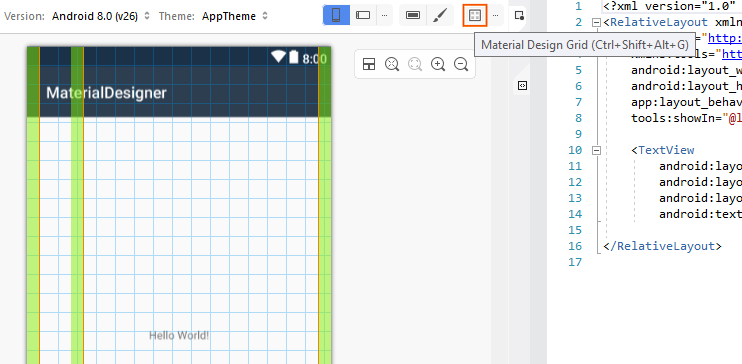 Version: Android 8.0 (v26) Theme: AppTheme
Material Design Grid (Ctrl+Shift+Alt+G)
8:00
MaterialDesigner
Hello World!
1 <?xml version="1.0"
2 <RelativeLayout xmln
="http:
="htt
5 android:layout_w
6 android:layout_h
7 app:layout_behav
8 tools:showIn="@l
9
10 <TextView
11 android:layo
12 android:layo
13 android:layo
14 android:text
15
16 </RelativeLayout>
17